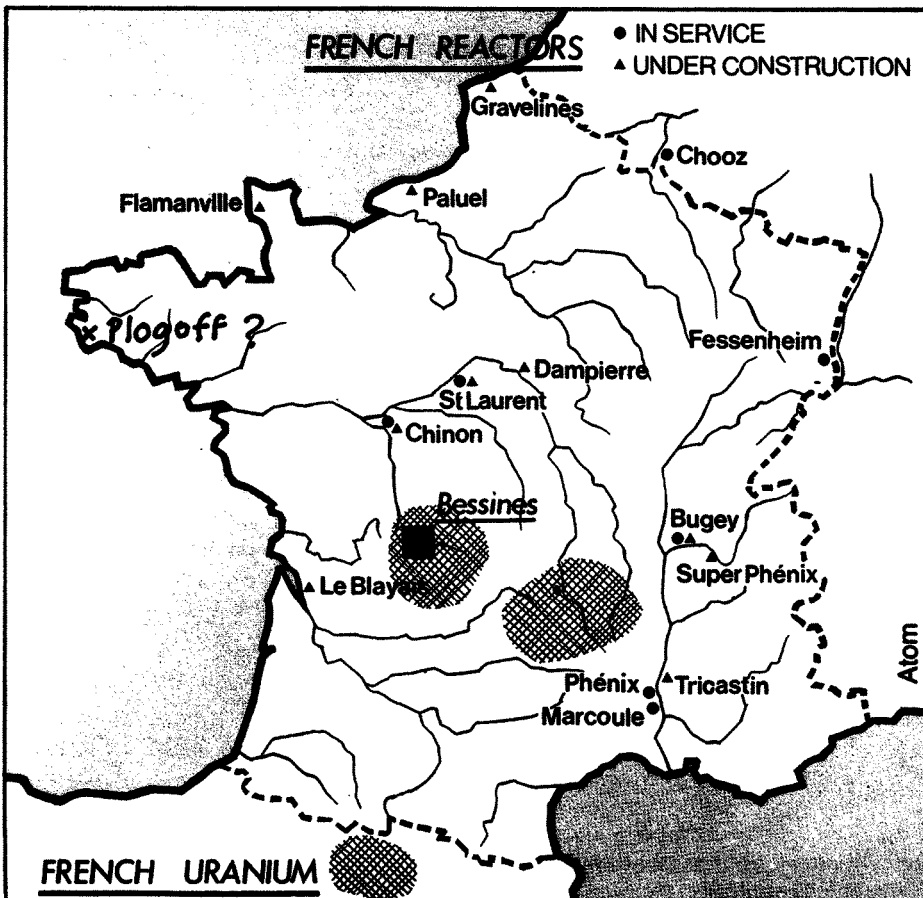 FRENCH REACTORS
IN SERVICE
UNDER CONSTRUCTION
Gravelines
Chooz
Flamanville
Paluel
x Plogoff ?
Fessenheim
Dampierre
St Laurent
Chinon
Bessines
Bugey
Super Phénix
Le Blayais
Atom
Phénix
Tricastin
Marcoule
FRENCH URANIUM